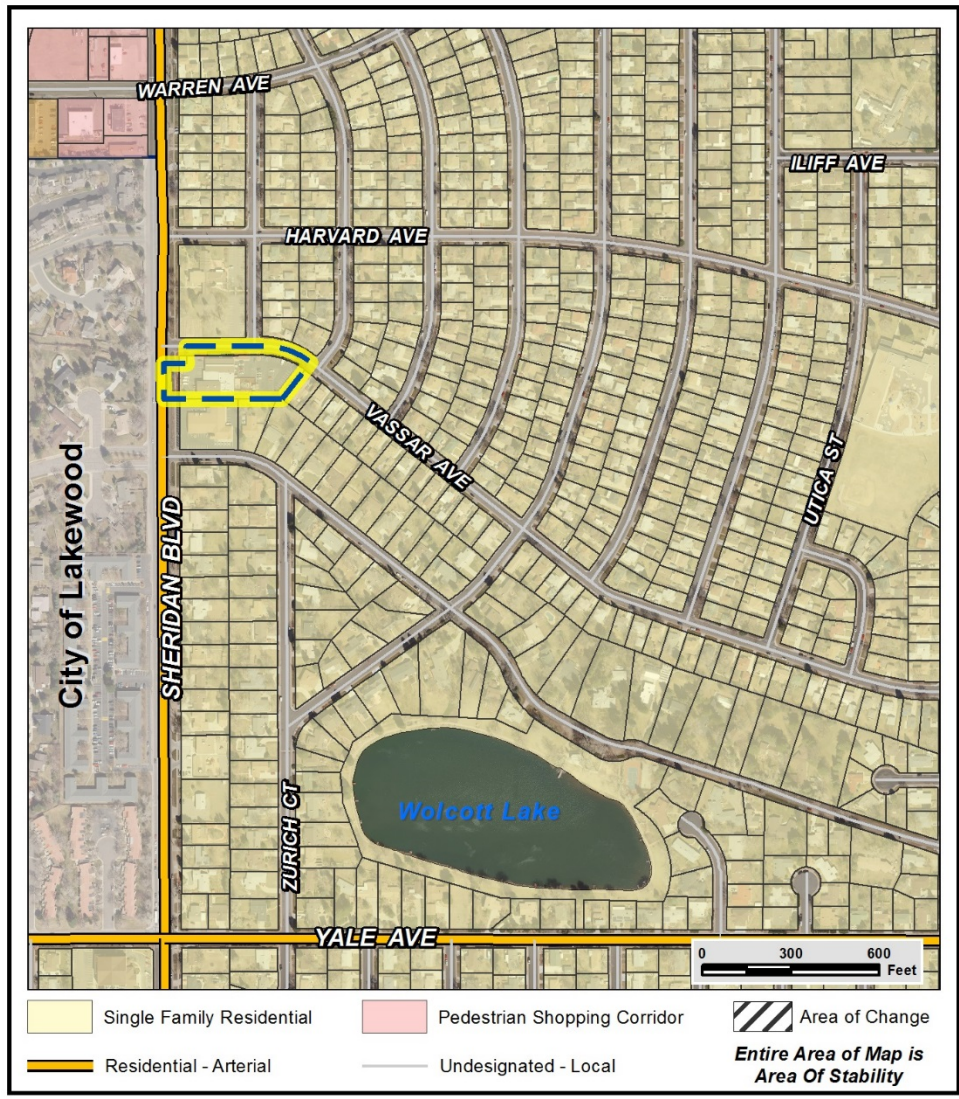 WARREN AVE
ILIFF AVE
HARVARD AVE
VASSAR AVE
UTICA ST
City of Lakewood
SHERIDAN BLVD
ZURICH CT
Wolcott Lake
YALE AVE
0 300 600
Feet
Single Family Residential
Pedestrian Shopping Corridor
Area of Change
Residential - Arterial
Undesignated - Local
Entire Area of Map is
Area Of Stability